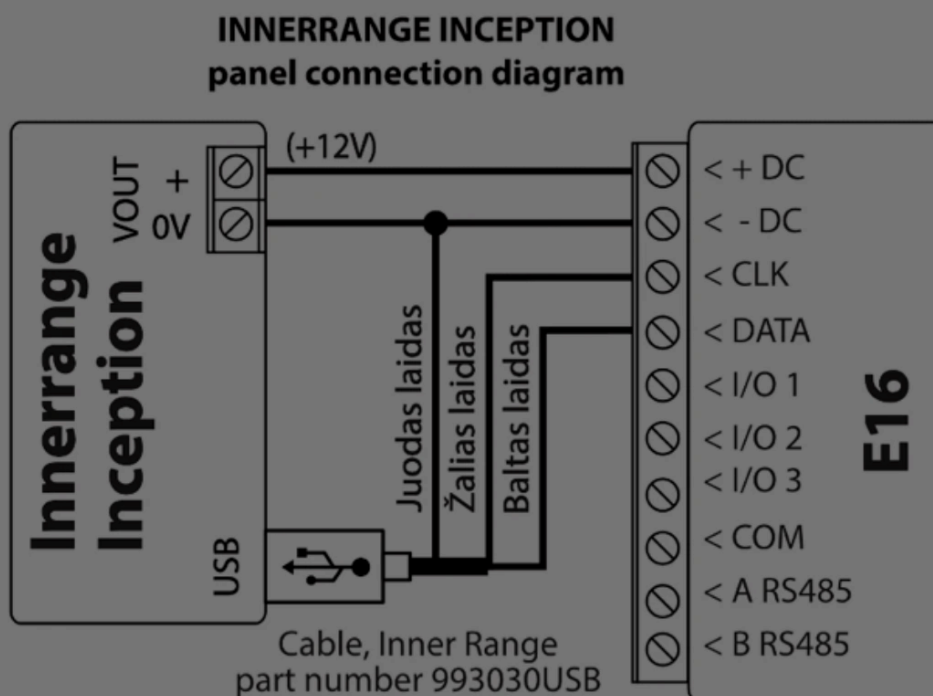 INNERRANGE INCEPTION
panel connection diagram
Innerrange
Inception
VOUT
+
0V
(+12V)
USB
Juodas laidas
Žalias laidas
Baltas laidas
Cable, Inner Range
part number 993030USB
< + DC
< - DC
< CLK
< DATA
< I/O 1
< I/O 2
< I/O 3
< COM
< A RS485
< B RS485
E16